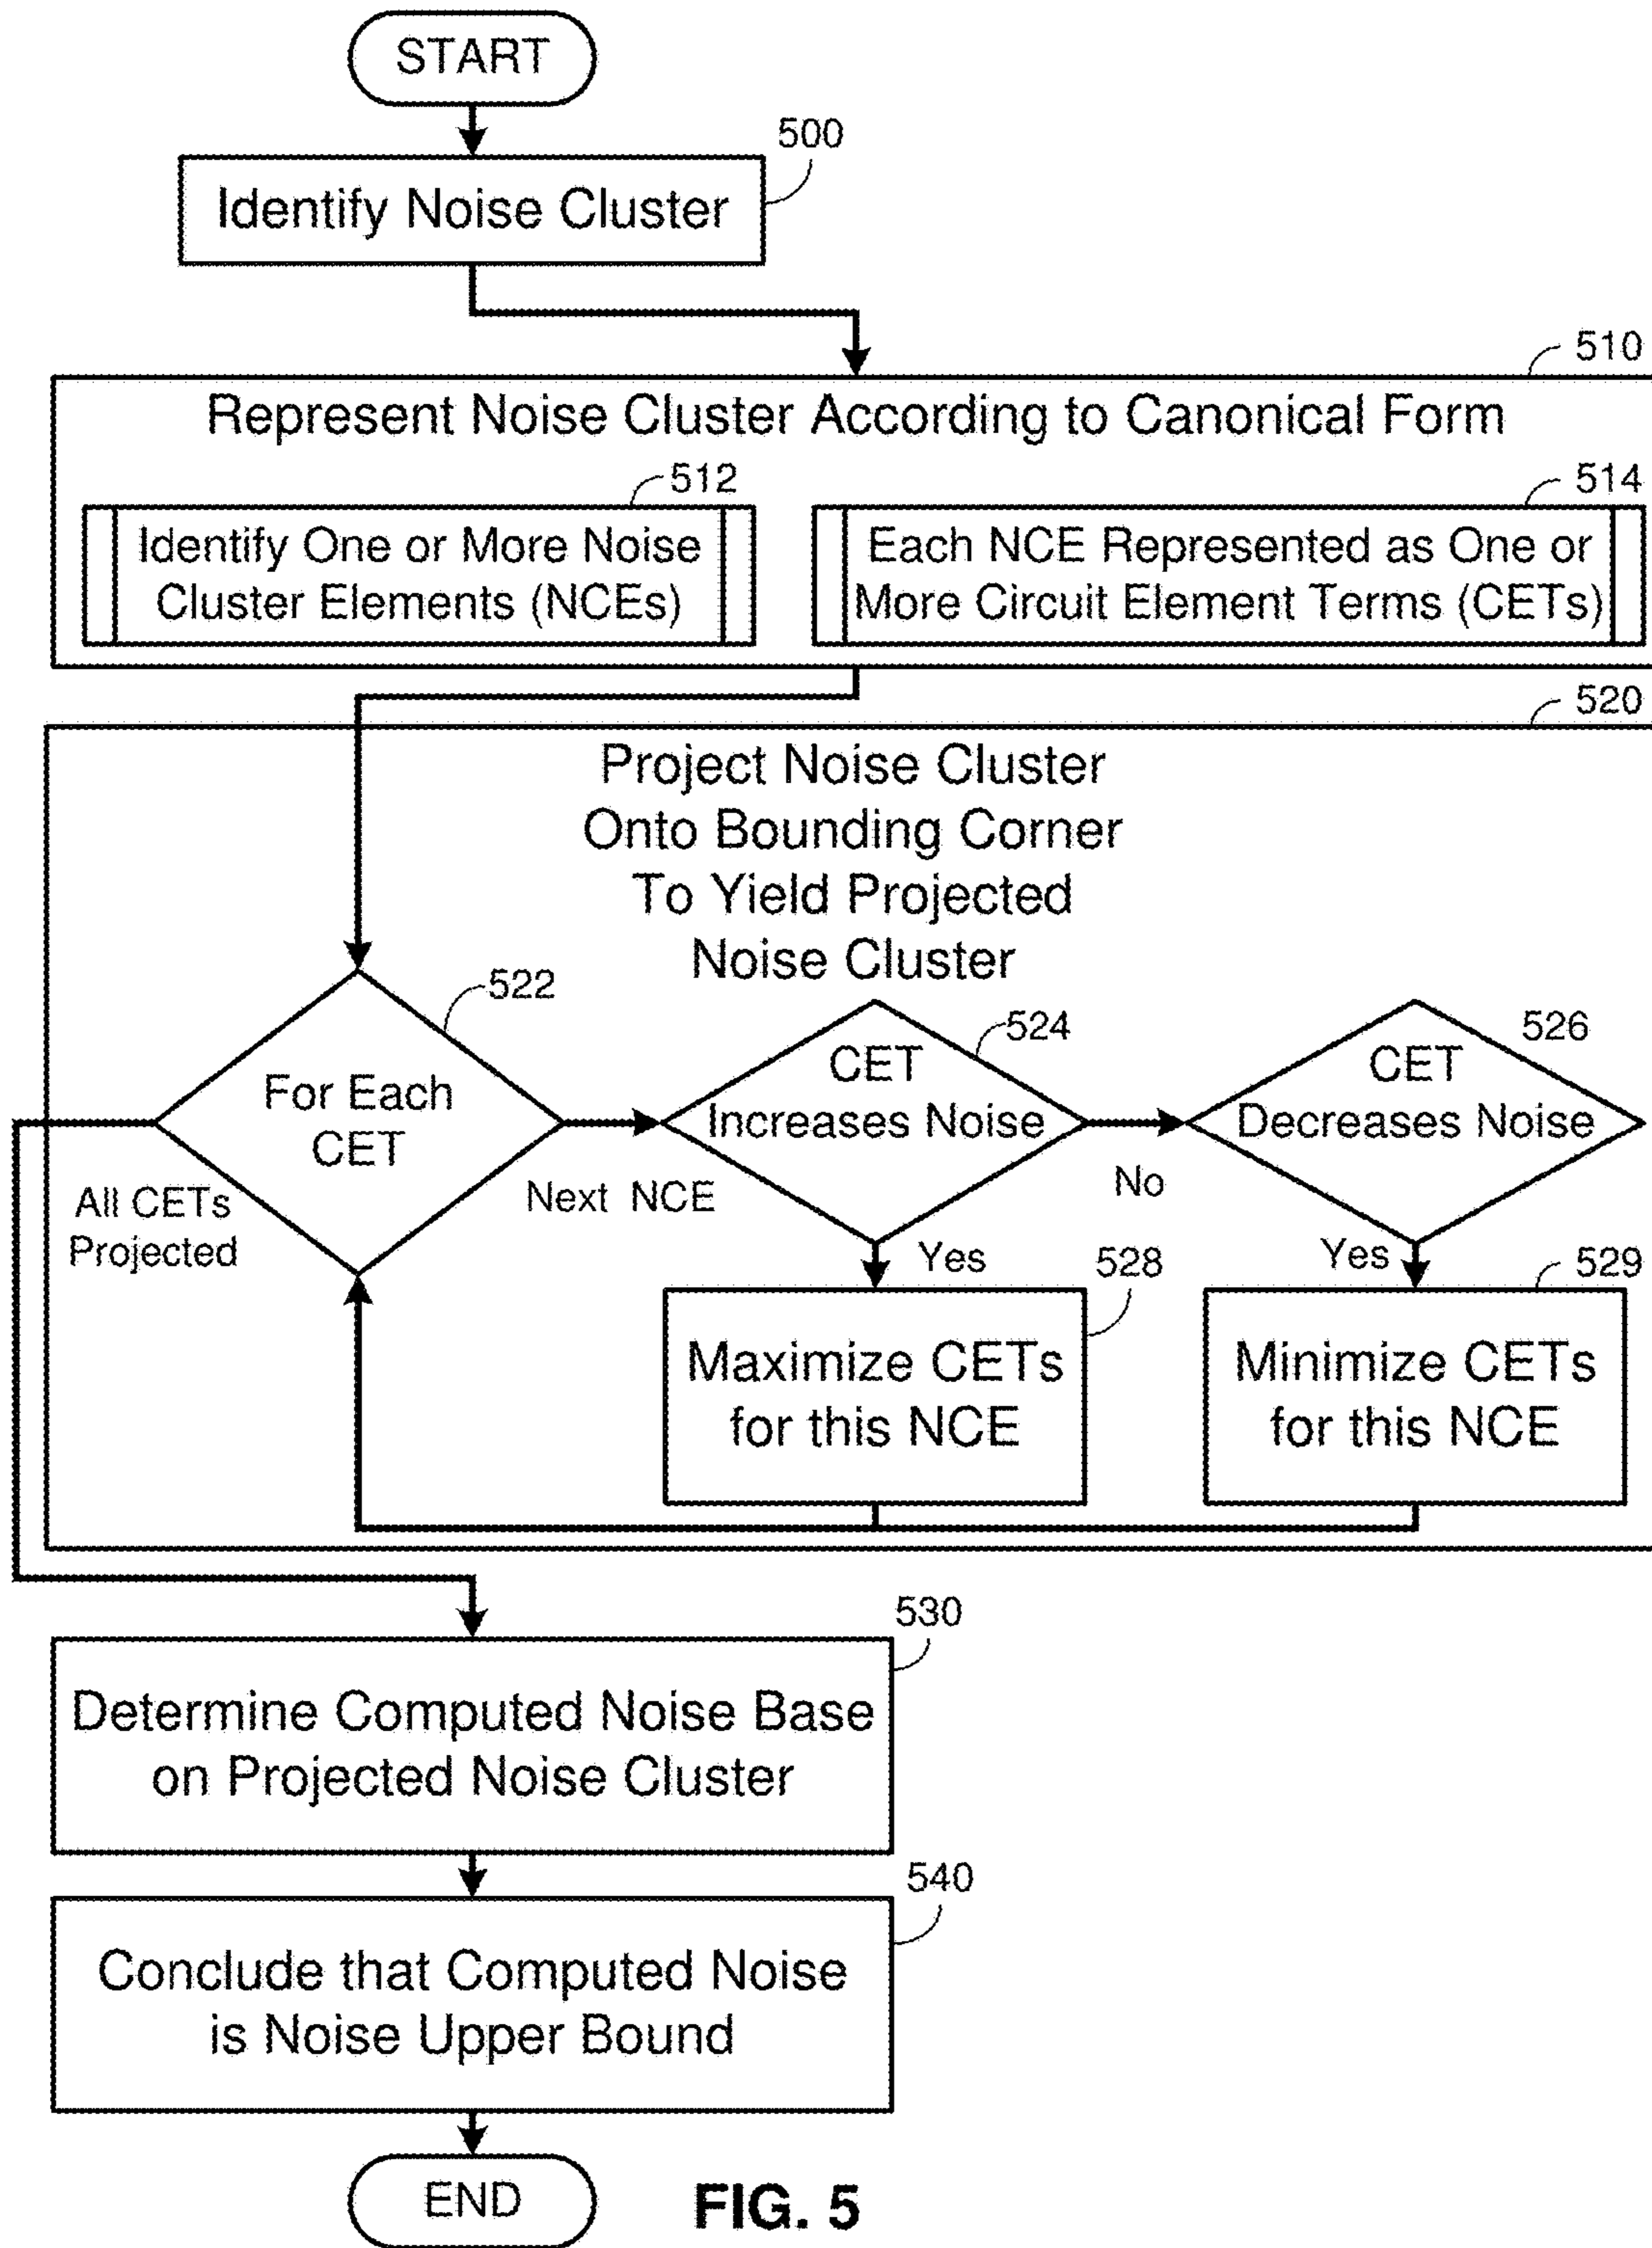 START
500
Identify Noise Cluster
510
Represent Noise Cluster According to Canonical Form
512
Identify One or More Noise
Cluster Elements (NCEs)
514
Each NCE Represented as One or
More Circuit Element Terms (CETs)
520
Project Noise Cluster
Onto Bounding Corner
To Yield Projected
Noise Cluster
522
For Each
CET
All CETs
Projected
Next NCE
524
CET
Increases Noise
No
526
CET
Decreases Noise
Yes
528
Maximize CETs
for this NCE
Yes
529
Minimize CETs
for this NCE
530
Determine Computed Noise Base
on Projected Noise Cluster
540
Conclude that Computed Noise
is Noise Upper Bound
END
FIG. 5